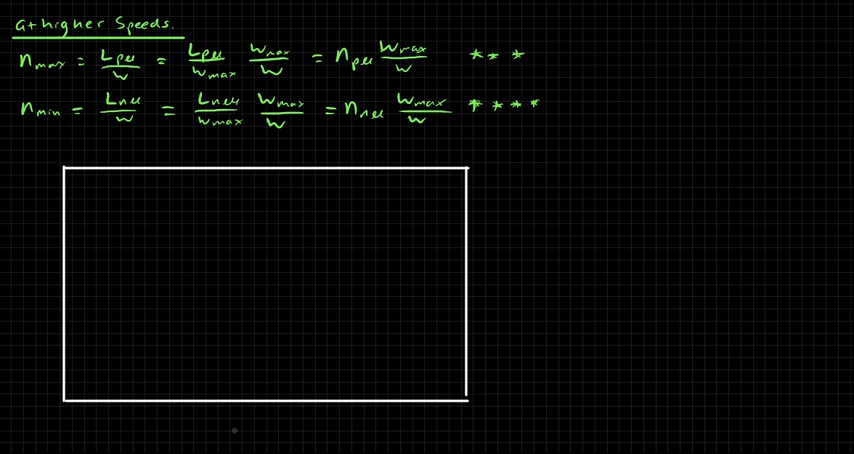 at higher Speeds.
n_max = L_pll / W = L_pll / W_max W_max / W = n_pll W_max / W * * *
n_min = L_nll / W = L_nll / W_max W_max / W = n_nll W_max / W * * * *